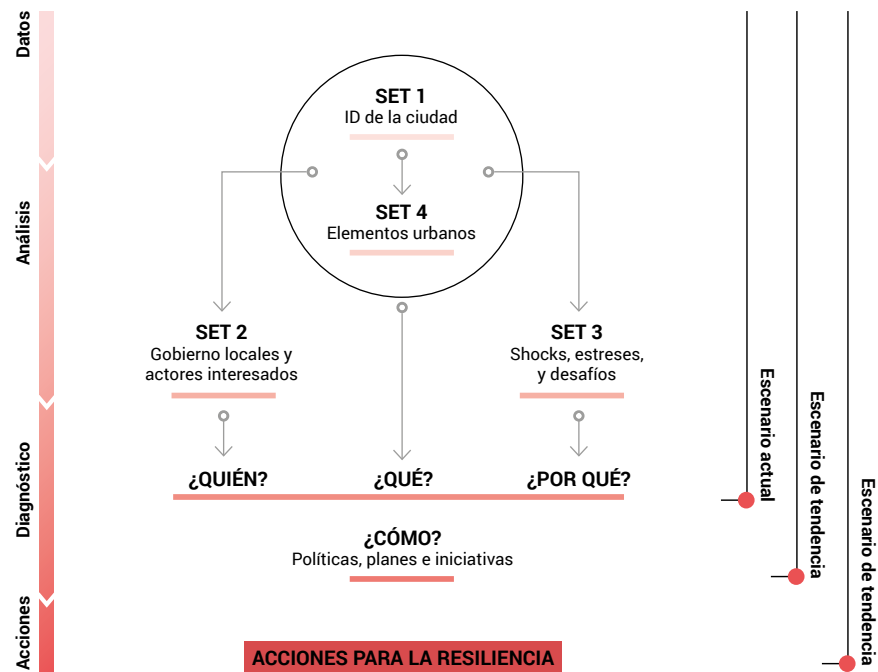 Datos
Análisis
Diagnóstico
Acciones
SET 1
ID de la ciudad
SET 4
Elementos urbanos
SET 2
Gobierno locales y
actores interesados
SET 3
Shocks, estreses,
y desafíos
¿QUIÉN?
¿QUÉ?
¿POR QUÉ?
¿CÓMO?
Políticas, planes e iniciativas
ACCIONES PARA LA RESILIENCIA
Escenario actual
Escenario de tendencia
Escenario de tendencia